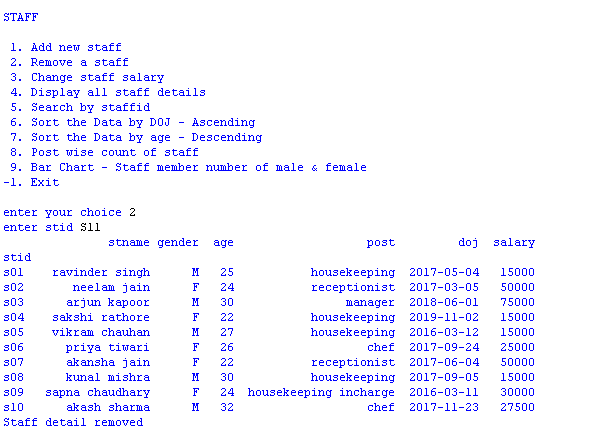 STAFF
1. Add new staff
2. Remove a staff
3. Change staff salary
4. Display all staff details
5. Search by staffid
6. Sort the Data by DOJ - Ascending
7. Sort the Data by age - Descending
8. Post wise count of staff
9. Bar Chart - Staff member number of male & female
-1. Exit
enter your choice 2
enter stid S11
stname gender age post doj salary
stid
s01 ravinder singh M 25 housekeeping 2017-05-04 15000
s02 neelam jain F 24 receptionist 2017-03-05 50000
s03 arjun kapoor M 30 manager 2018-06-01 75000
s04 sakshi rathore F 22 housekeeping 2019-11-02 15000
s05 vikram chauhan M 27 housekeeping 2016-03-12 15000
s06 priya tiwari F 26 chef 2017-09-24 25000
s07 akansha jain F 22 receptionist 2017-06-04 50000
s08 kunal mishra M 30 housekeeping 2017-09-05 15000
s09 sapna chaudhary F 24 housekeeping incharge 2016-03-11 30000
s10 akash sharma M 32 chef 2017-11-23 27500
Staff detail removed